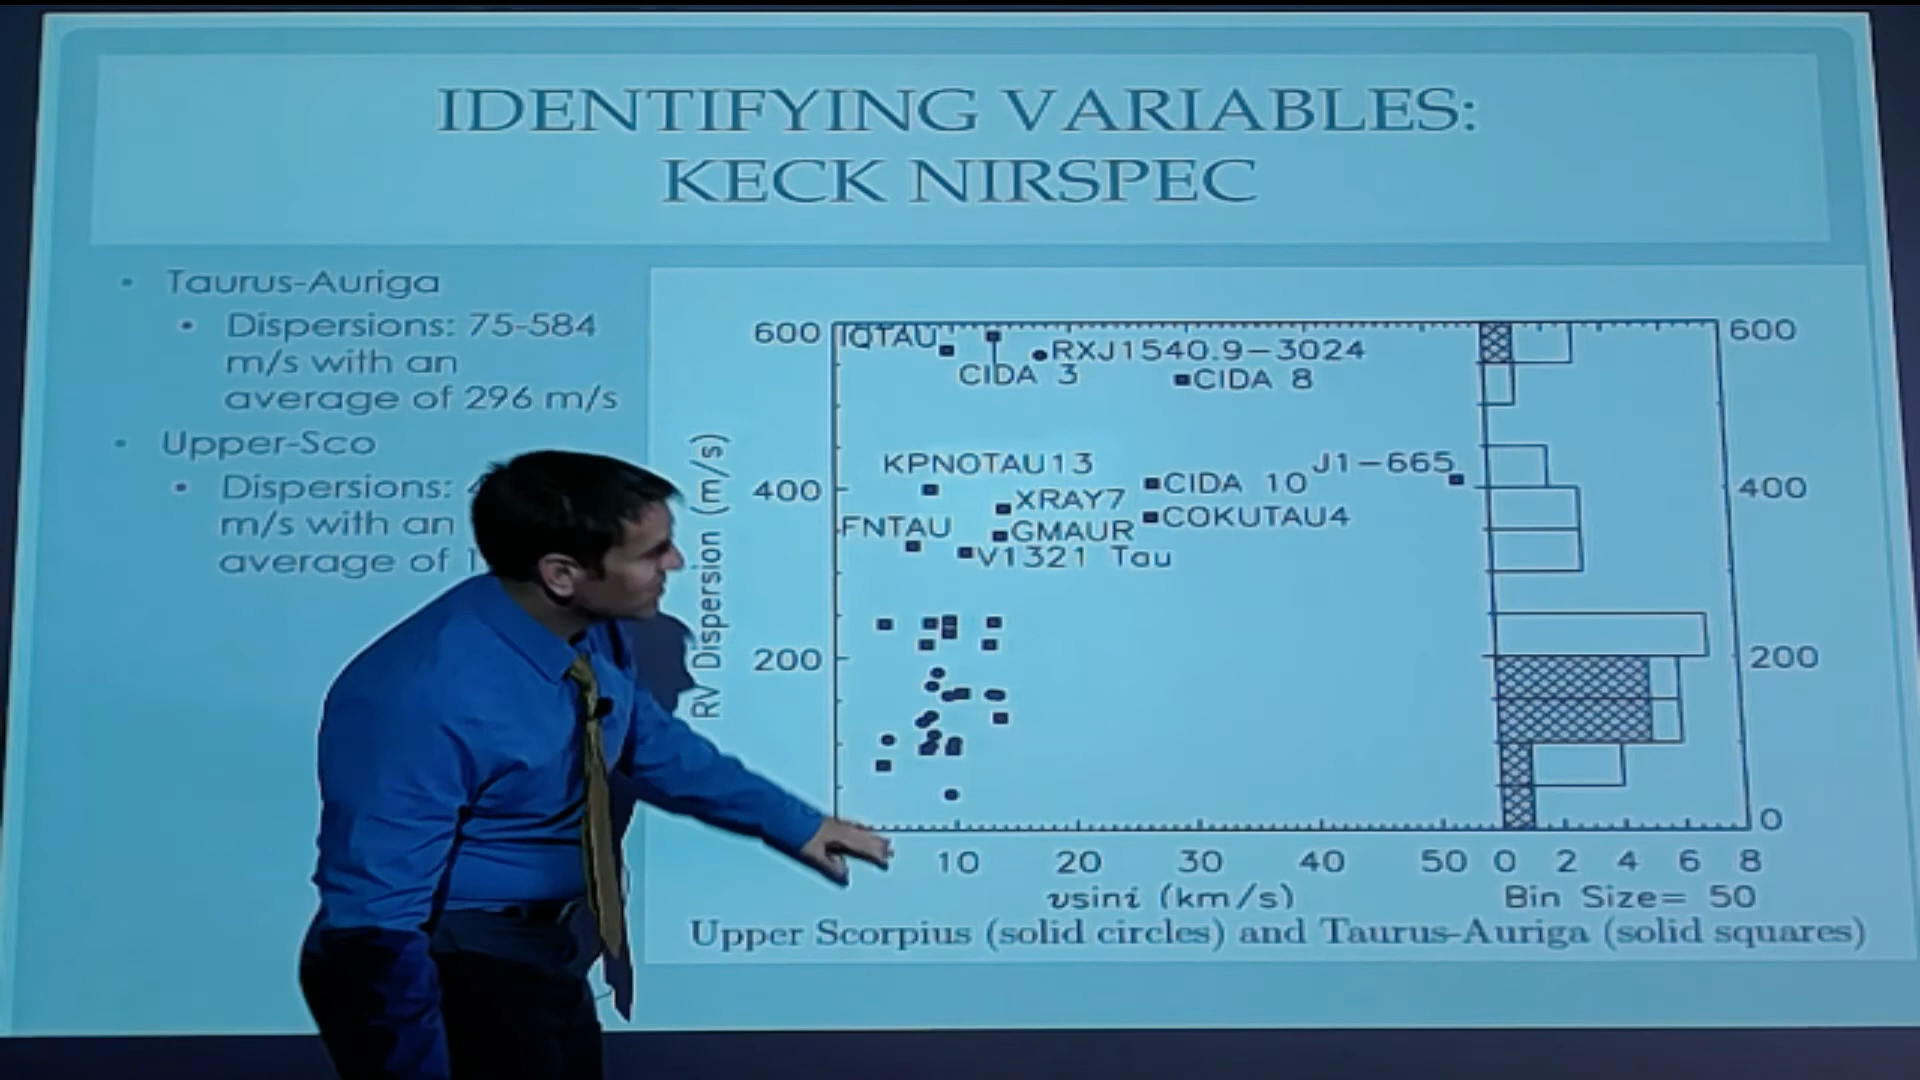 IDENTIFYING VARIABLES:
KECK NIRSPEC
• Taurus-Auriga
• Dispersions: 75-584
m/s with an
average of 296 m/s
• Upper-Sco
• Dispersions:
m/s with an
average of
600
400
200
RV Dispersion (m/s)
IQTAU
CIDA 3
RXJ1540.9-3024
CIDA 8
KPNOTAU13
CIDA 10
J1-665
XRAY7
COKUTAU4
FNTAU
GMAUR
V1321 Tau
600
400
200
0
10 20 30 40 50 0 2 4 6 8
vsini (km/s)
Bin Size= 50
Upper Scorpius (solid circles) and Taurus-Auriga (solid squares)